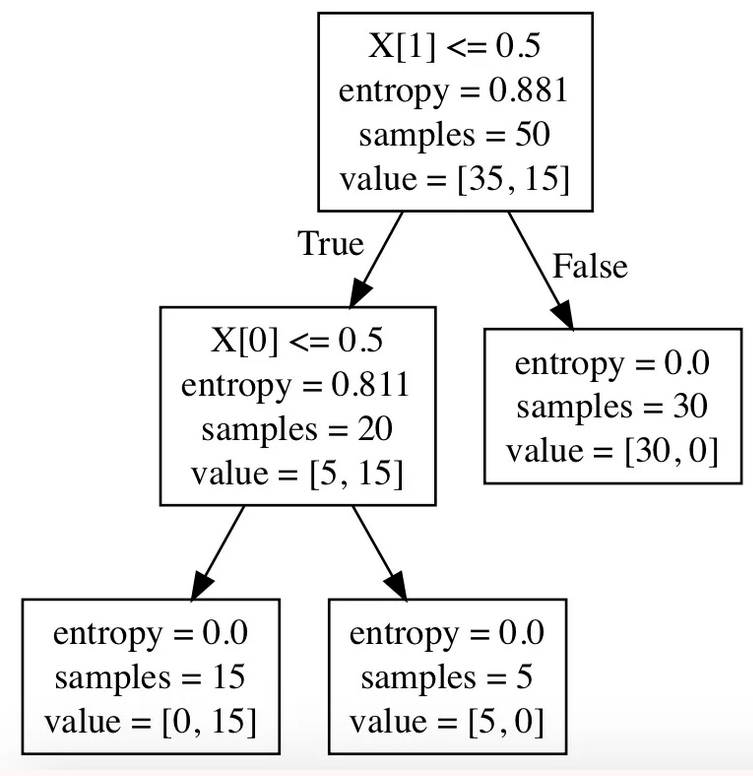 X[1] <= 0.5
entropy = 0.881
samples = 50
value = [35, 15]
True
False
X[0] <= 0.5
entropy = 0.811
samples = 20
value = [5, 15]
entropy = 0.0
samples = 30
value = [30, 0]
entropy = 0.0
samples = 15
value = [0, 15]
entropy = 0.0
samples = 5
value = [5, 0]